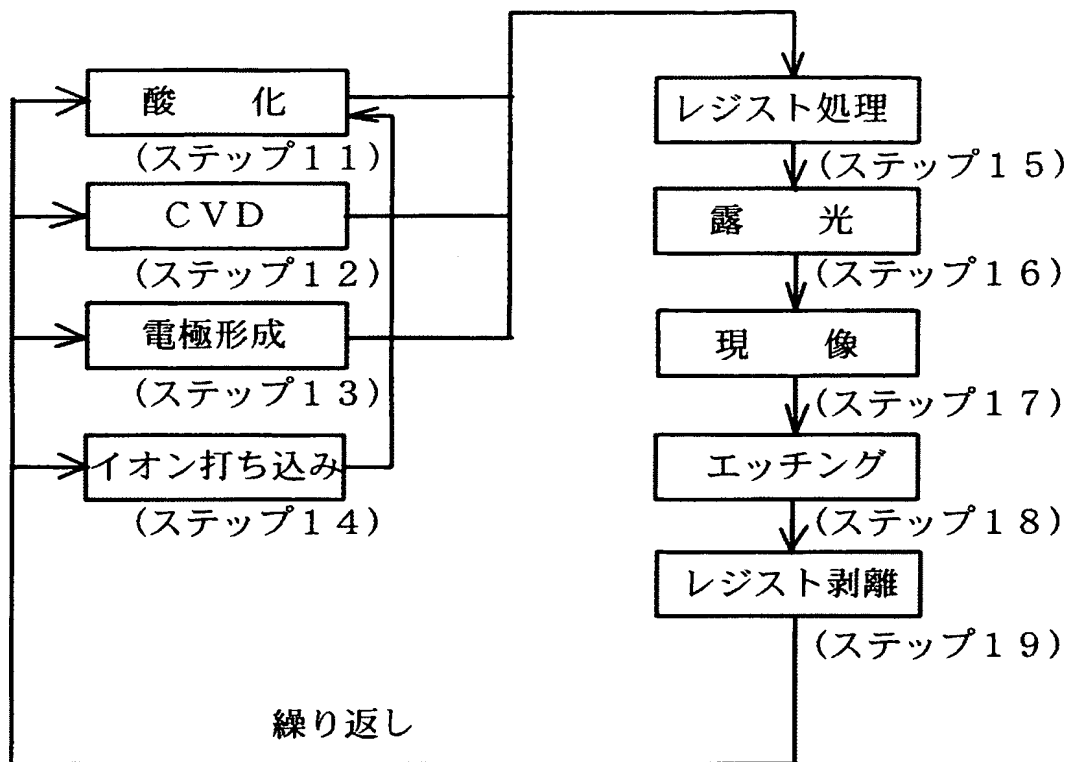 酸　　化
(ステップ１１)
ＣＶＤ
(ステップ１２)
電極形成
(ステップ１３)
イオン打ち込み
(ステップ１４)
レジスト処理
(ステップ１５)
露　　光
(ステップ１６)
現　　像
(ステップ１７)
エッチング
(ステップ１８)
レジスト剥離
(ステップ１９)
繰り返し